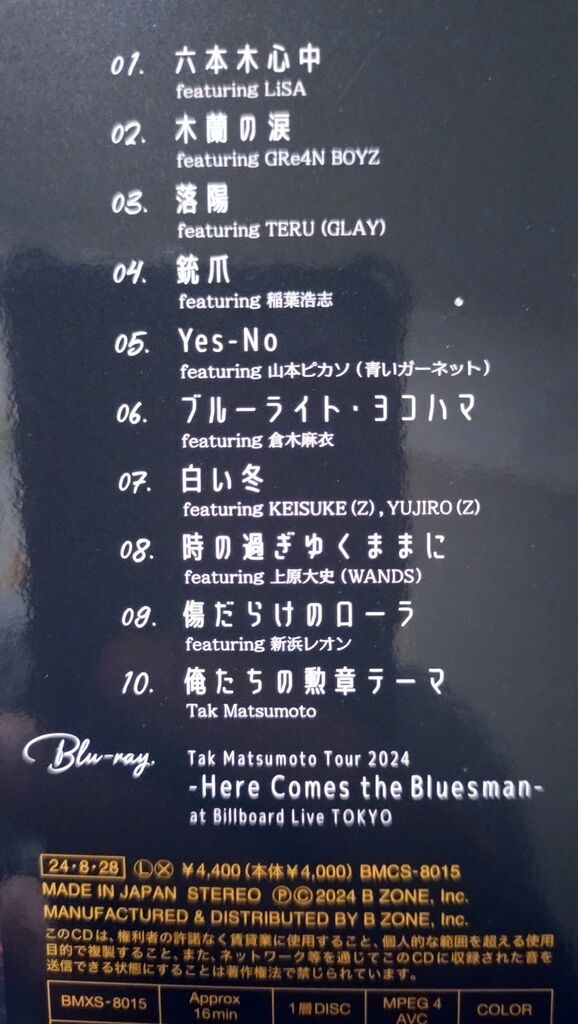 01. 六本木心中
featuring LiSA
02. 木蘭の涙
featuring GRe4N BOYZ
03. 落陽
featuring TERU (GLAY)
04. 銃爪
featuring 稲葉浩志
05. Yes-No
featuring 山本ピカソ (青いガーネット)
06. ブルーライト・ヨコハマ
featuring 倉木麻衣
07. 白い冬
featuring KEISUKE (Z) , YUJIRO (Z)
08. 時の過ぎゆくままに
featuring 上原大史 (WANDS)
09. 傷だらけのローラ
featuring 新浜レオン
10. 俺たちの勲章テーマ
Tak Matsumoto
Blu-ray. Tak Matsumoto Tour 2024
-Here Comes the Bluesman-
at Billboard Live TOKYO
24・8・28 Ⓛ Ⓧ ¥4,400 (本体¥4,000) BMCS-8015
MADE IN JAPAN STEREO Ⓟ©2024 B ZONE, Inc.
MANUFACTURED & DISTRIBUTED BY B ZONE, Inc.
このCDは、権利者の許諾なく賃貸業に使用すること、個人的な範囲を超える使用
目的で複製すること、また、ネットワーク等を通じてこのCDに収録された音を
送信できる状態にすることは著作権法で禁じられています。
BMXS-8015 Approx 16min 1層DISC MPEG 4 AVC COLOR